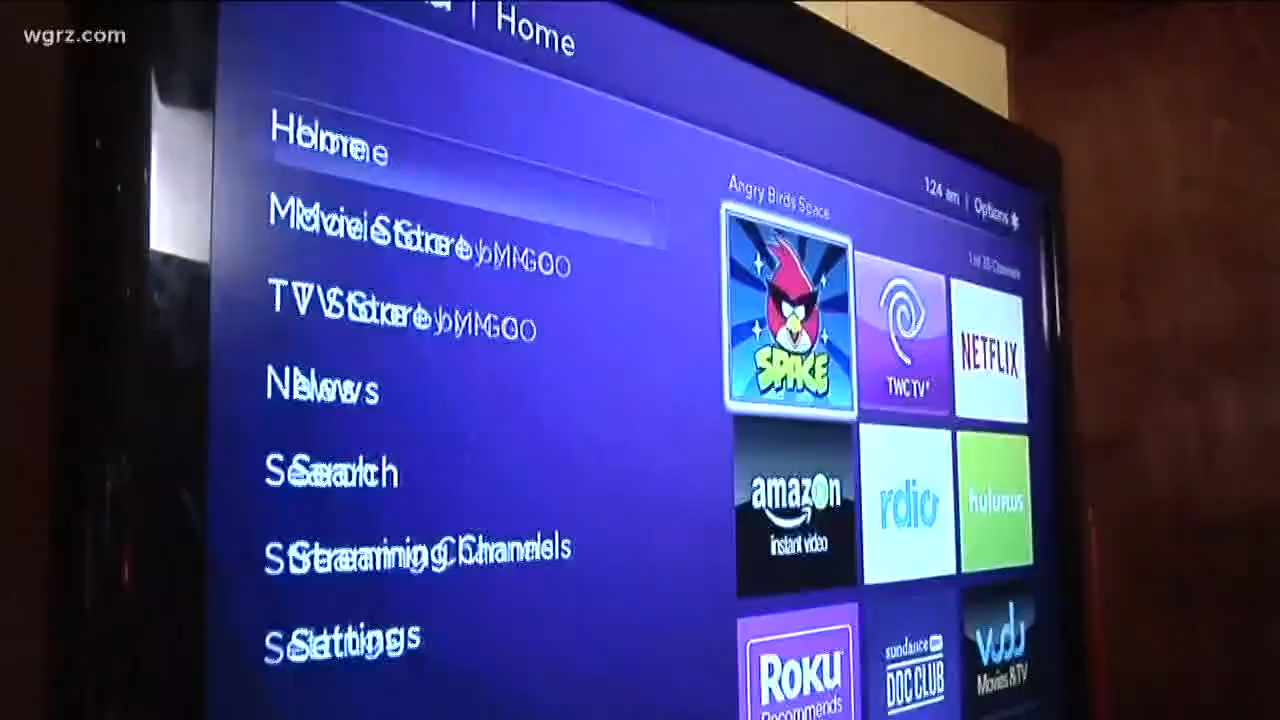 wgrz.com
| Home
Home
Movie Store by M-GO
TV Store by M-GO
News
Search
Streaming Channels
Settings
1:24 am | Options *
Angry Birds Space
SPACE
TWC TV
NETFLIX
amazon
instant video
rdio
huluPLUS
ROKU
Recommends
sundance
DOC CLUB
vudu
Movies & TV